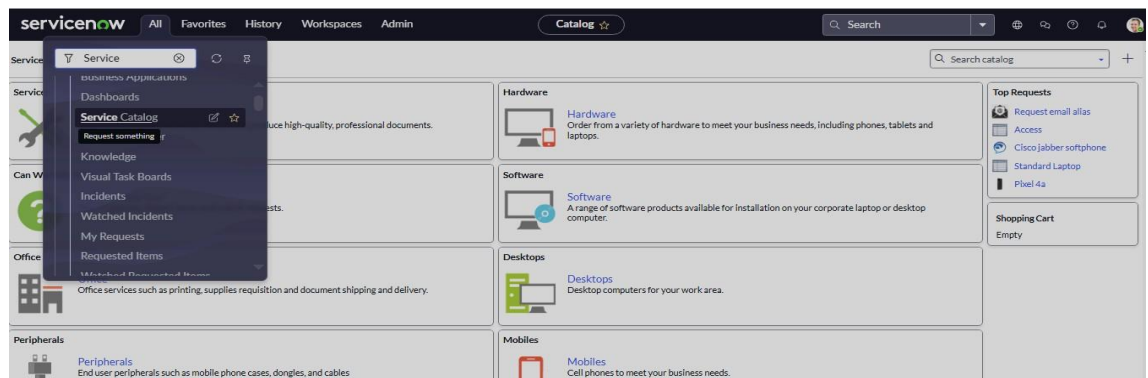 servicenow All Favorites History Workspaces Admin Catalog Search
Service
Service
Search catalog
Business Applications
Dashboards
Service Catalog
Request something
Knowledge
Visual Task Boards
Incidents
Watched Incidents
My Requests
Requested Items
Watched Requested Items
Service
uce high-quality, professional documents.
Hardware
Hardware
Order from a variety of hardware to meet your business needs, including phones, tablets and
laptops.
Top Requests
Request email alias
Access
Cisco jabber softphone
Standard Laptop
Pixel 4a
Can W
ests.
Software
Software
A range of software products available for installation on your corporate laptop or desktop
computer.
Shopping Cart
Empty
Office
Office services such as printing, supplies requisition and document shipping and delivery.
Desktops
Desktops
Desktop computers for your work area.
Peripherals
Peripherals
End user peripherals such as mobile phone cases, dongles, and cables
Mobiles
Mobiles
Cell phones to meet your business needs.